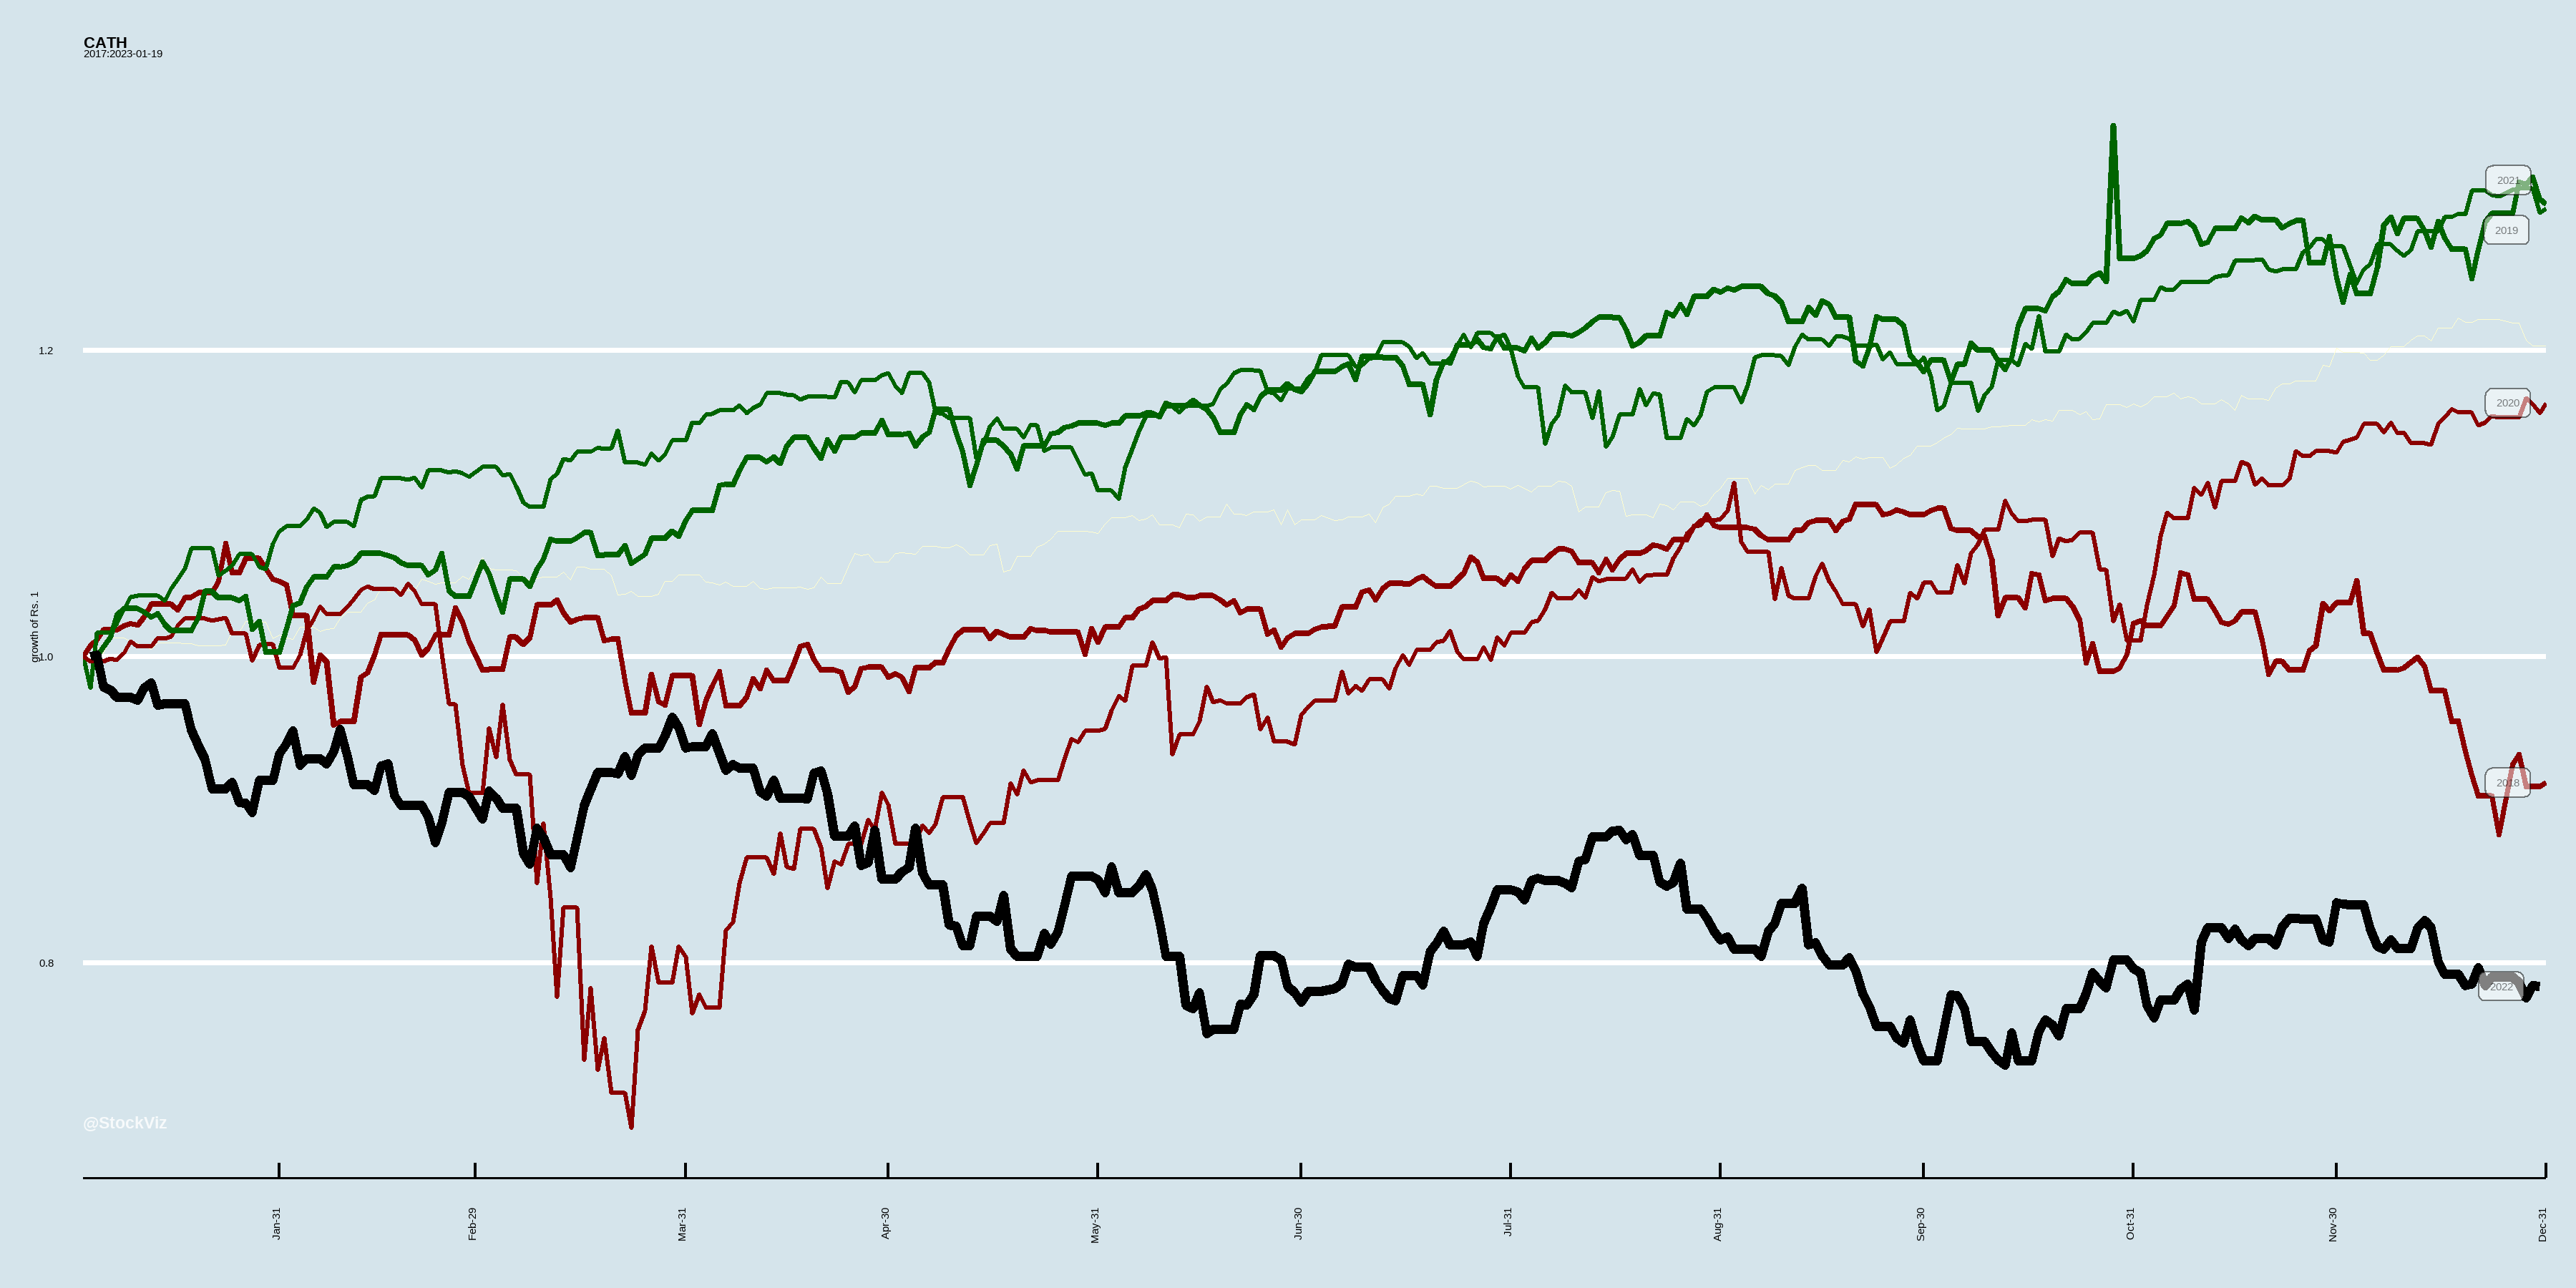 CATH
2017:2023-01-19
2021
2019
1.2
2020
growth of Rs. 1
1.0
2018
0.8
2022
@StockViz
Jan-31
Feb-29
Mar-31
Apr-30
May-31
Jun-30
Jul-31
Aug-31
Sep-30
Oct-31
Nov-30
Dec-31